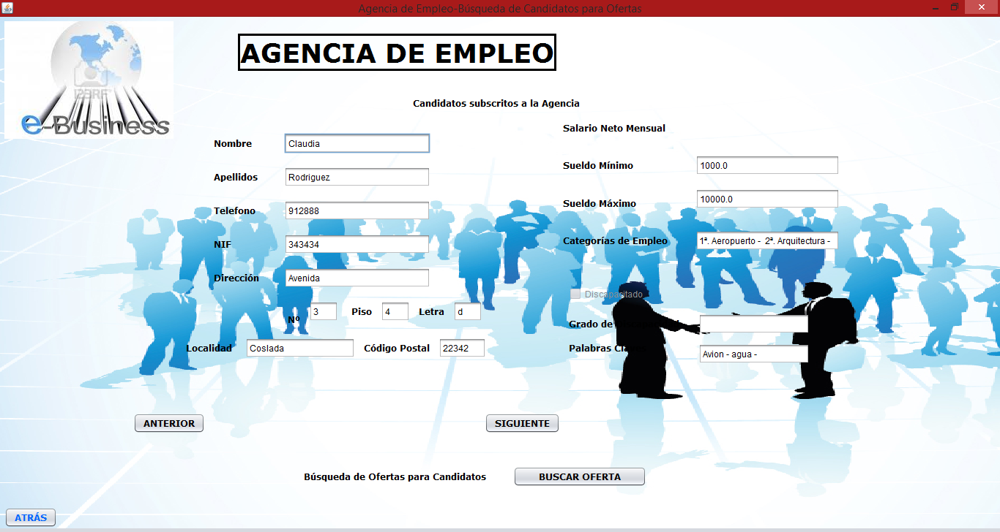 Agencia de Empleo-Búsqueda de Candidatos para Ofertas
AGENCIA DE EMPLEO
123RF
e-Business
Candidatos subscritos a la Agencia
Nombre Claudia
Apellidos Rodriguez
Telefono 912888
NIF 343434
Dirección Avenida
Nº 3 Piso 4 Letra d
Localidad Coslada Código Postal 22342
Salario Neto Mensual
Sueldo Mínimo 1000.0
Sueldo Máximo 10000.0
Categorías de Empleo 1ª. Aeropuerto - 2ª. Arquitectura -
Discapacitado
Grado de
Palabras Avion - agua -
ANTERIOR SIGUIENTE
Búsqueda de Ofertas para Candidatos BUSCAR OFERTA
ATRÁS